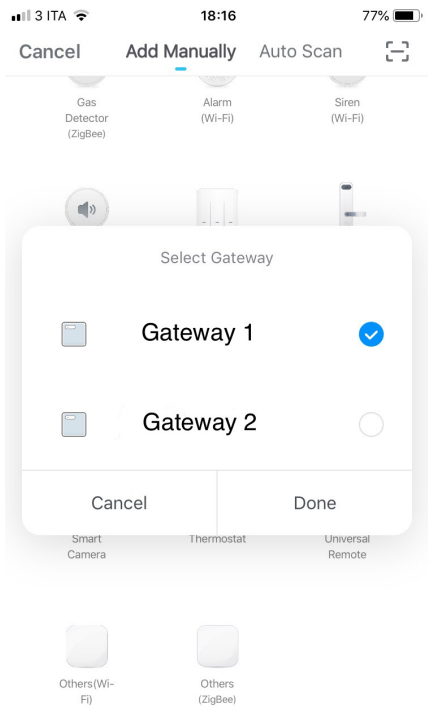 3 ITA 18:16 77%
Cancel Add Manually Auto Scan
Gas Alarm Siren
Detector (Wi-Fi) (Wi-Fi)
(ZigBee)
Select Gateway
Gateway 1
Gateway 2
Cancel Done
Smart Thermostat Universal
Camera Remote
Others(Wi- Others
Fi) (ZigBee)